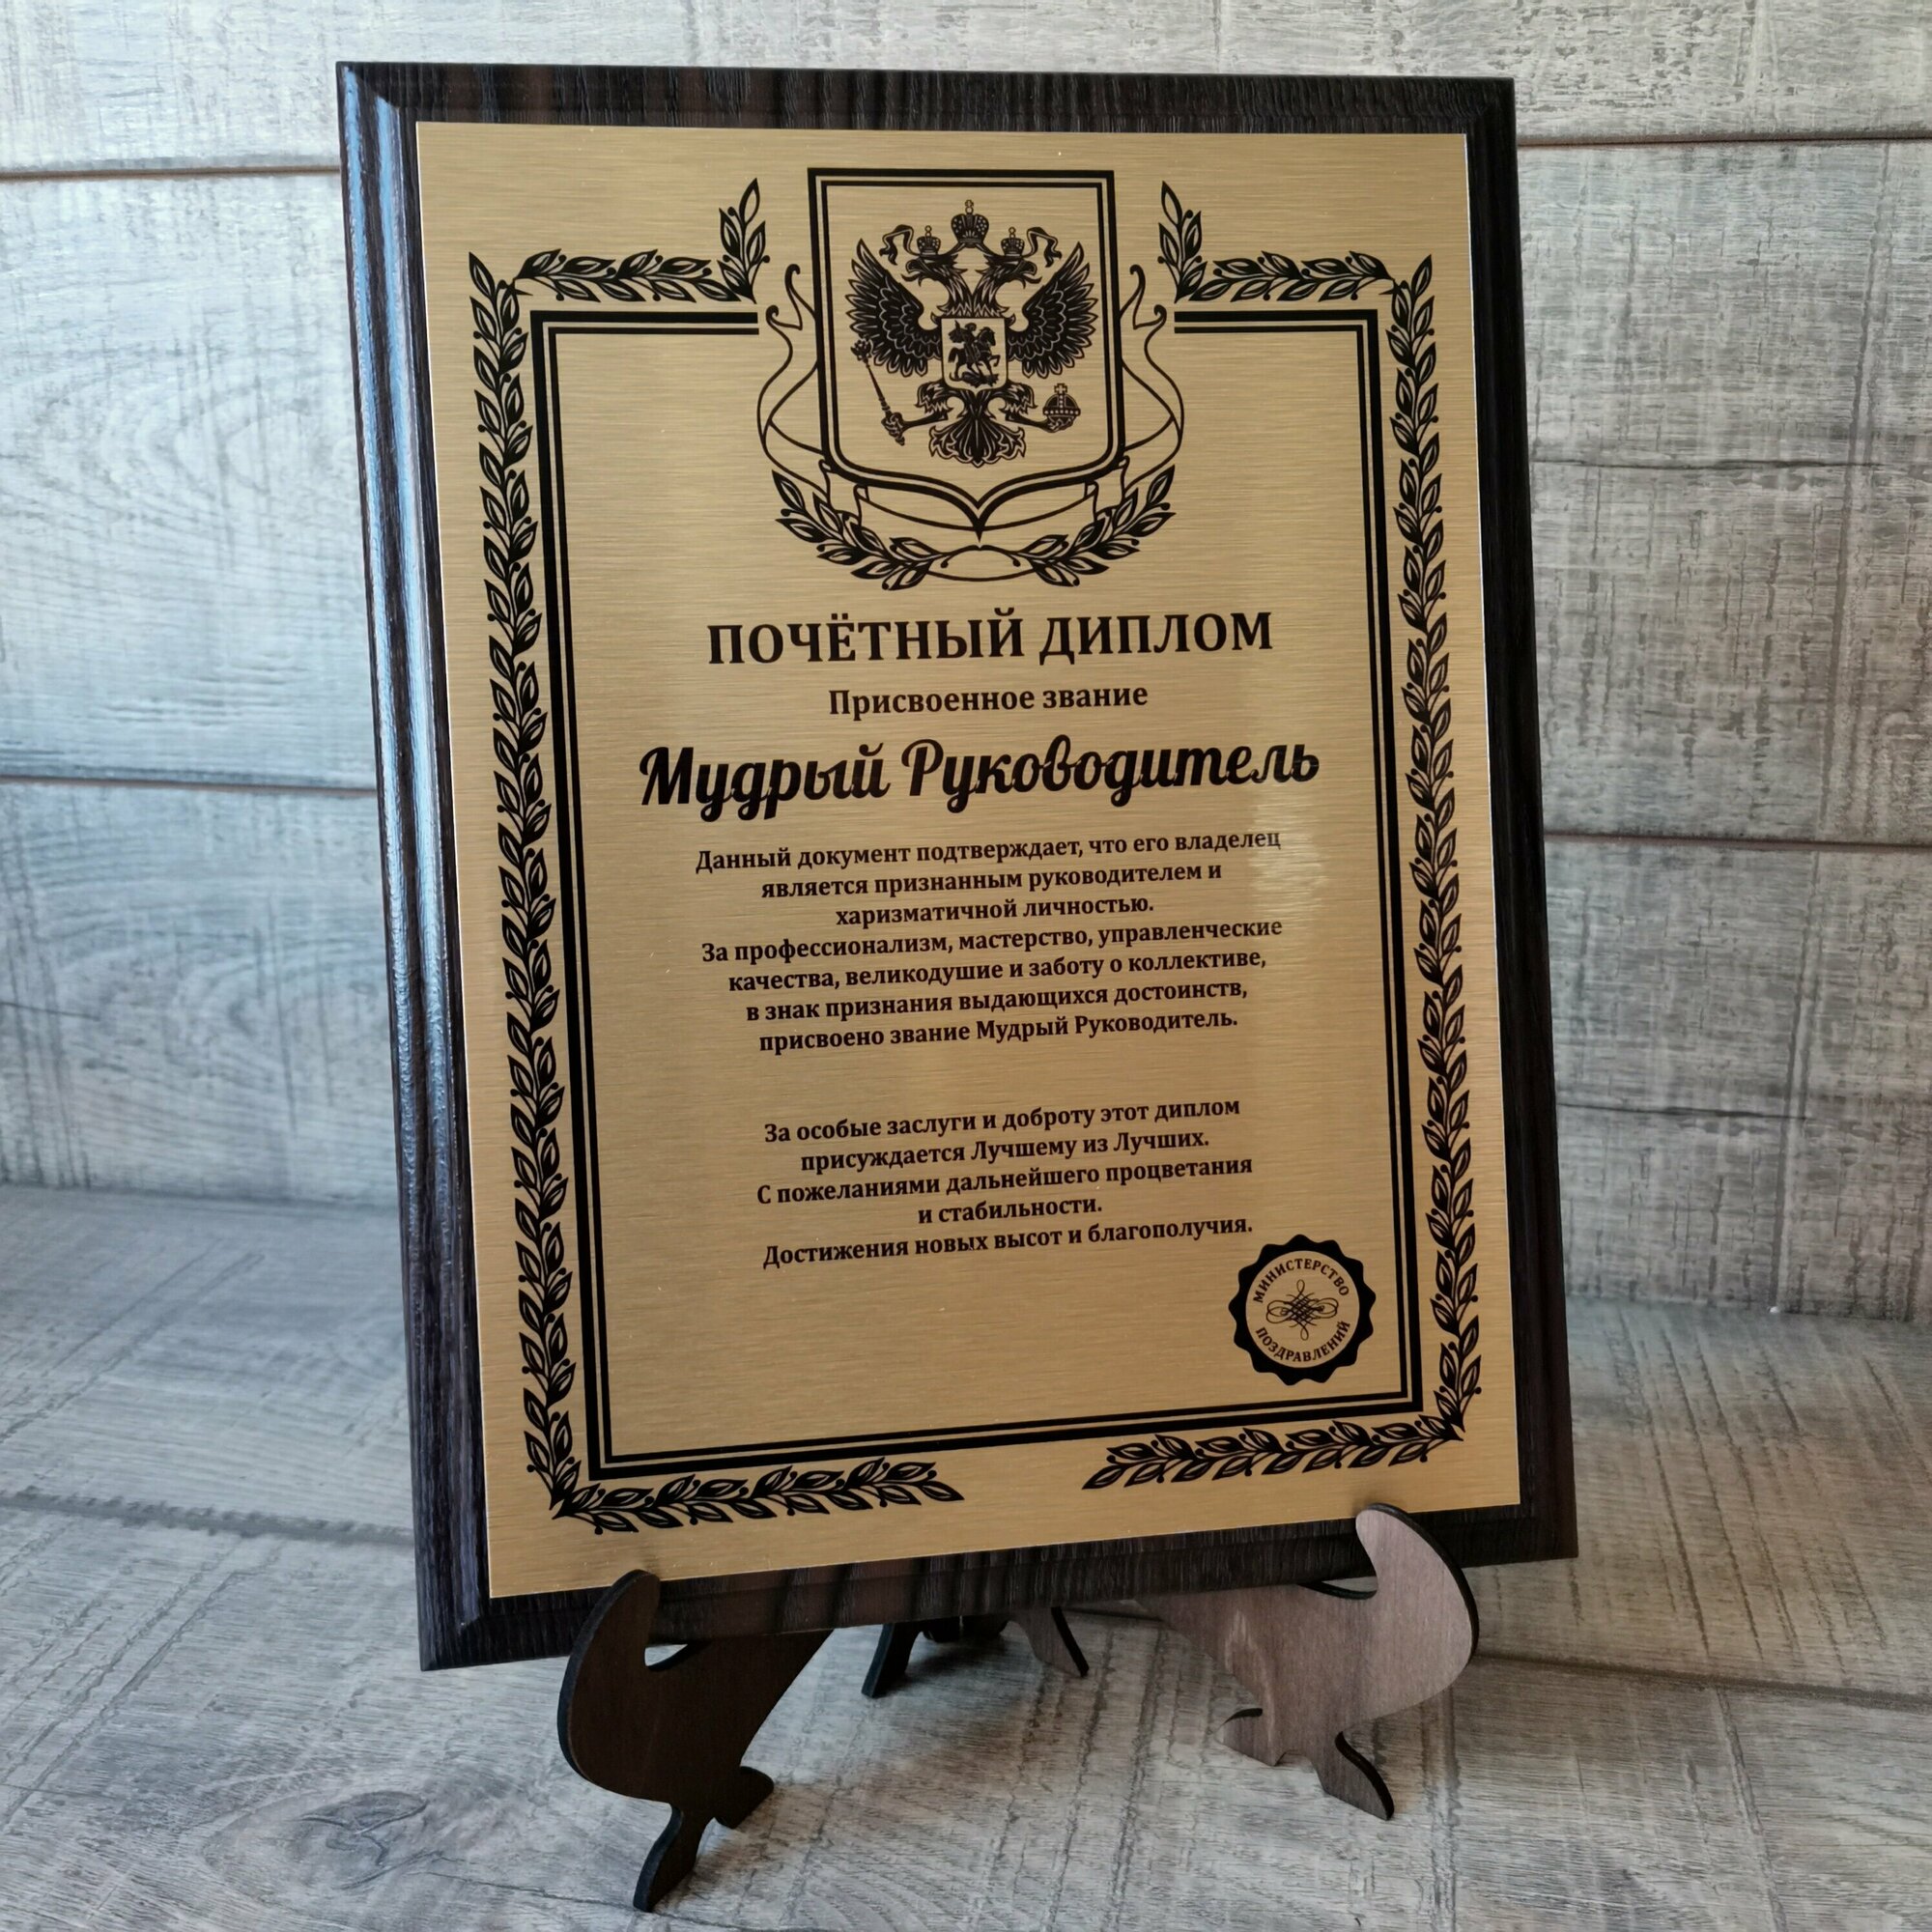 ПОЧЁТНЫЙ ДИПЛОМ
Присвоенное звание
Мудрый Руководитель
Данный документ подтверждает, что его владелец
является признанным руководителем и
харизматичной личностью.
За профессионализм, мастерство, управленческие
качества, великодушие и заботу о коллективе,
в знак признания выдающихся достоинств,
присвоено звание Мудрый Руководитель.
За особые заслуги и доброту этот диплом
присуждается Лучшему из Лучших.
С пожеланиями дальнейшего процветания
и стабильности.
Достижения новых высот и благополучия.
МИНИСТЕРСТВО
ПОЗДРАВЛЕНИЙ